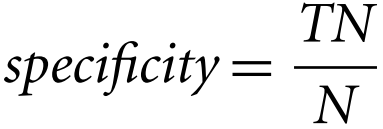 specificity = TN / N